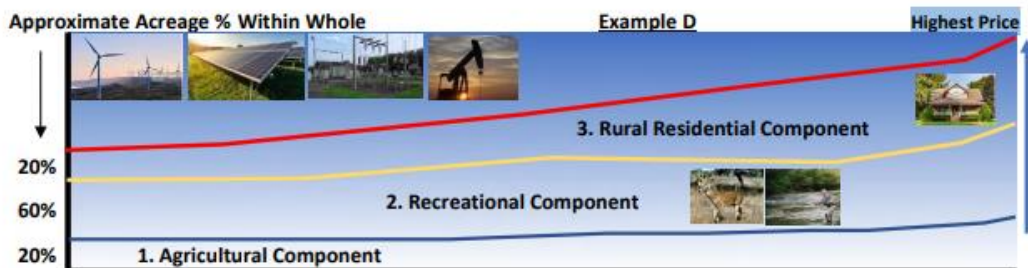 Approximate Acreage % Within Whole
Example D
Highest Price
3. Rural Residential Component
20%
2. Recreational Component
60%
1. Agricultural Component
20%